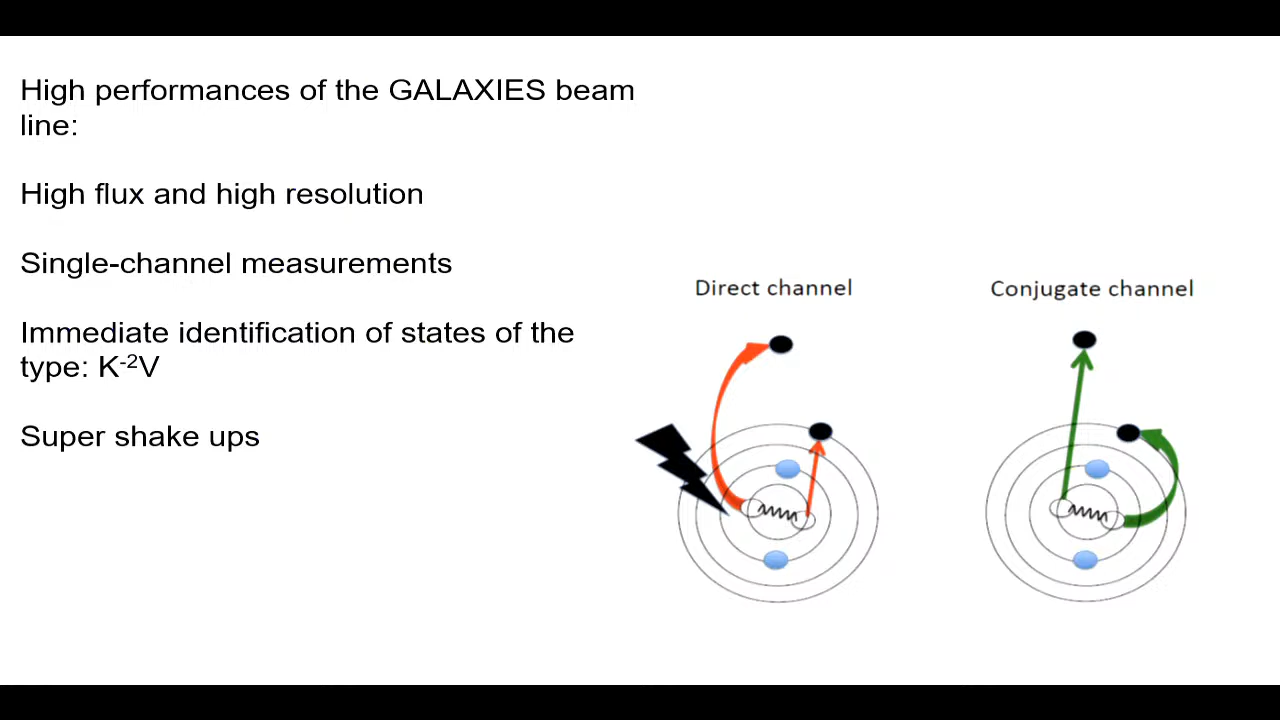 High performances of the GALAXIES beam
line:
High flux and high resolution
Single-channel measurements
Immediate identification of states of the
type: K⁻²V
Super shake ups
Direct channel
Conjugate channel